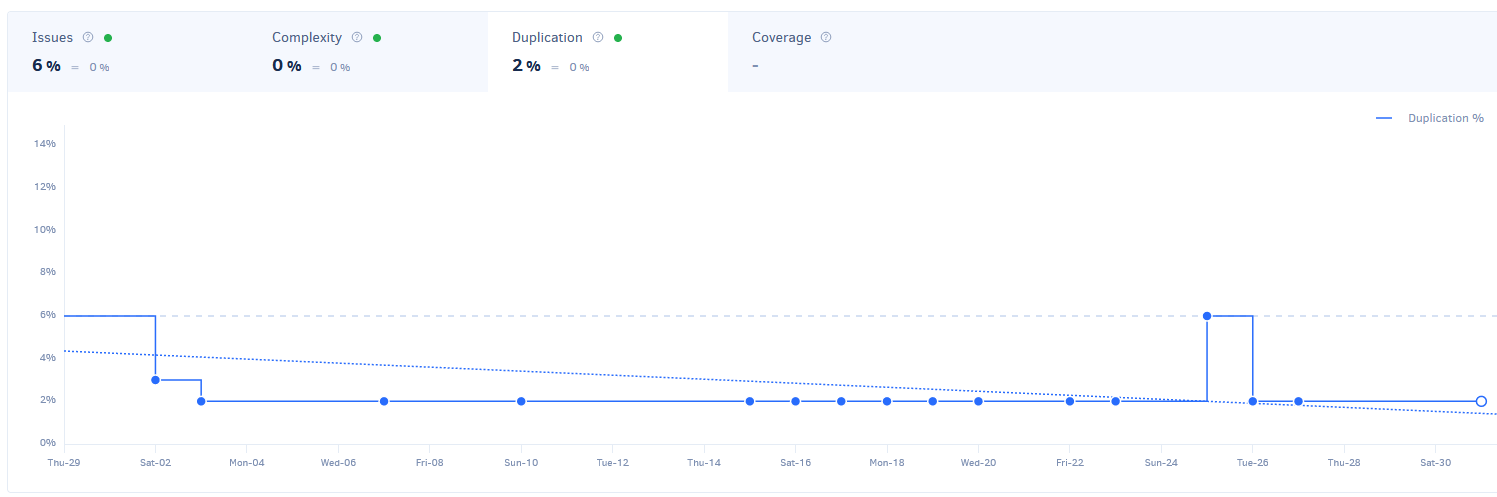 Issues Complexity Duplication Coverage
6 % = 0 % 0 % = 0 % 2 % = 0 % -
Duplication %
14%
12%
10%
8%
6%
4%
2%
0%
Thu-29 Sat-02 Mon-04 Wed-06 Fri-08 Sun-10 Tue-12 Thu-14 Sat-16 Mon-18 Wed-20 Fri-22 Sun-24 Tue-26 Thu-28 Sat-30